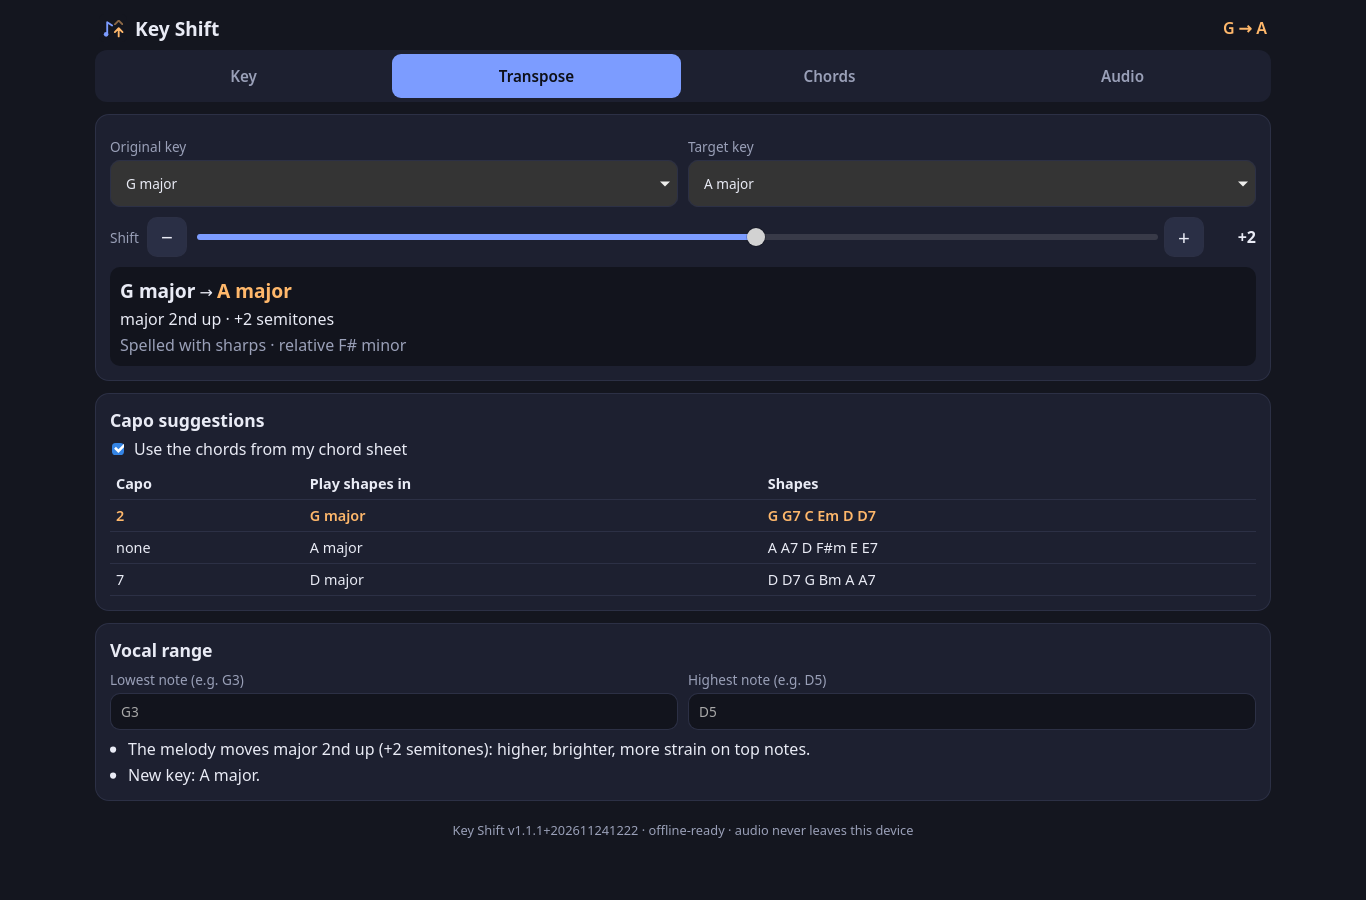 Key Shift
G → A
Key Transpose Chords Audio
Original key Target key
G major A major
Shift − + +2
G major → A major
major 2nd up · +2 semitones
Spelled with sharps · relative F# minor
Capo suggestions
Use the chords from my chord sheet
Capo Play shapes in Shapes
2 G major G G7 C Em D D7
none A major A A7 D F#m E E7
7 D major D D7 G Bm A A7
Vocal range
Lowest note (e.g. G3) Highest note (e.g. D5)
G3 D5
• The melody moves major 2nd up (+2 semitones): higher, brighter, more strain on top notes.
• New key: A major.
Key Shift v1.1.1+202611241222 · offline-ready · audio never leaves this device